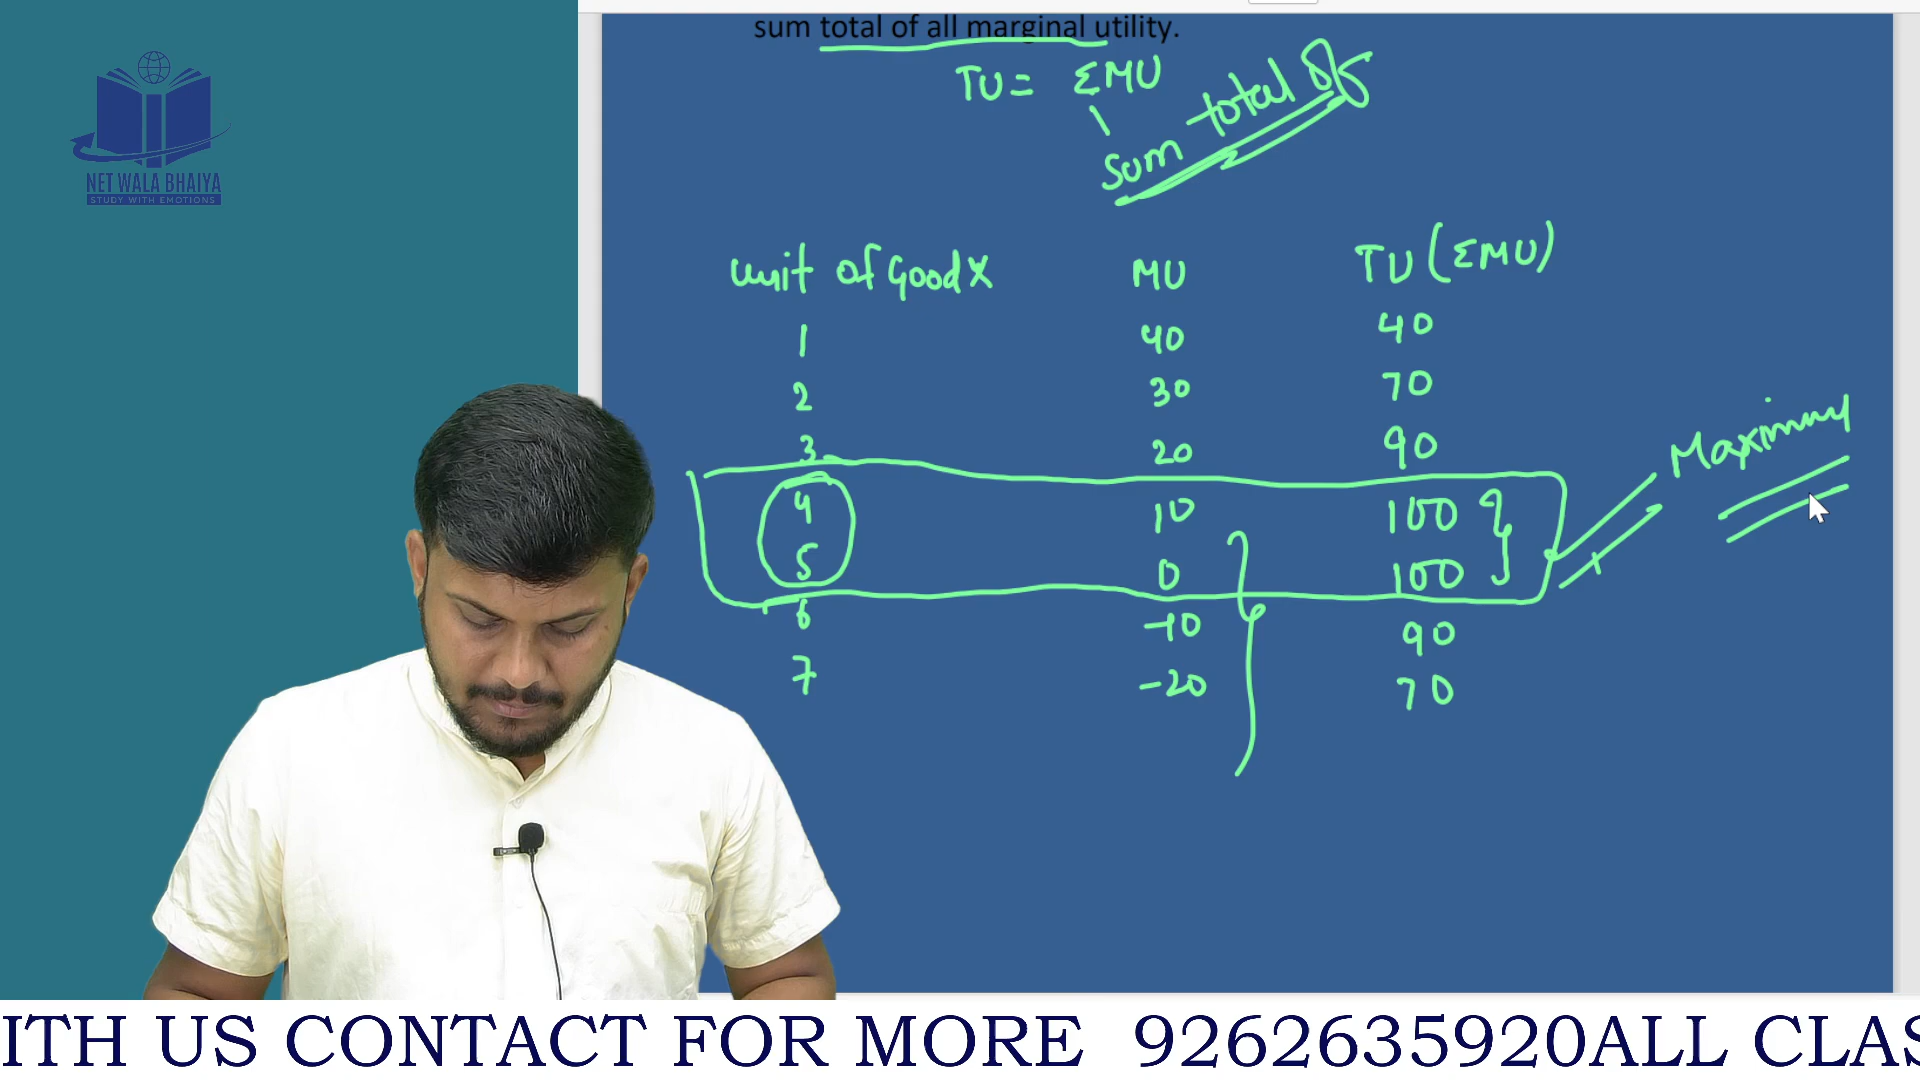 sum total of all marginal utility.
TU = ΣMU
sum total of
NET WALA BHAIYA
STUDY WITH EMOTIONS
unit of Good X MU TU (ΣMU)
1 40 40
2 30 70
3 20 90
Maximum
4 10 100
5 0 100
6 -10 90
7 -20 70
ITH US CONTACT FOR MORE 9262635920ALL CLAS